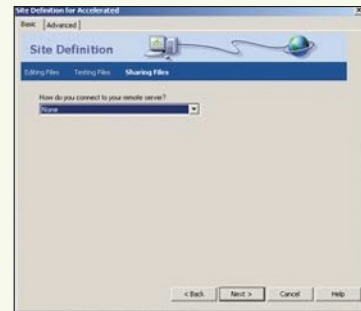 Site Definition for Accelerated
Basic Advanced
Site Definition
Editing Files Testing Files Sharing Files
How do you connect to your remote server?
None
< Back Next > Cancel Help